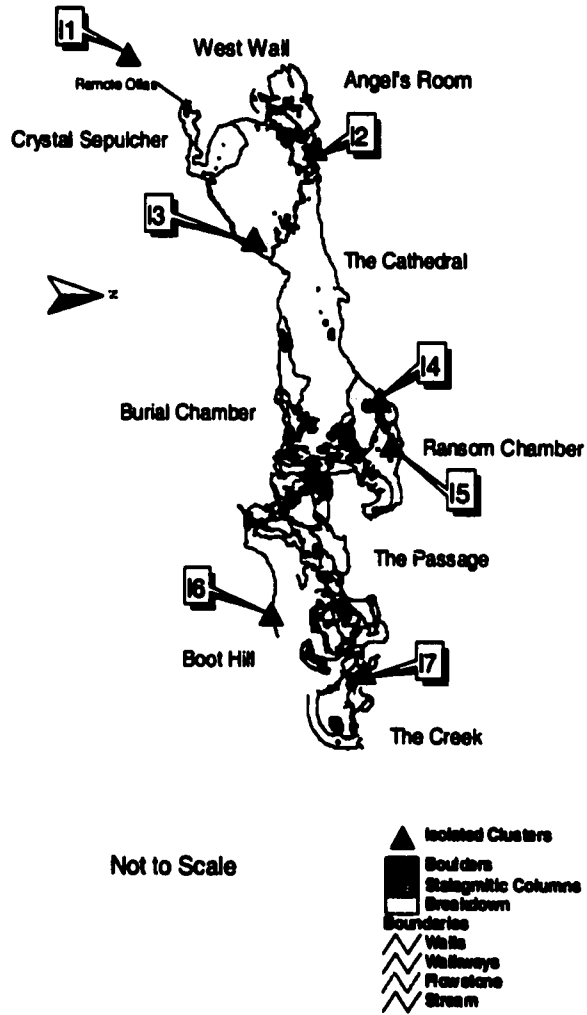 I1
West Wall
Angel's Room
Remote Ofilas
Crystal Sepulcher
I2
I3
The Cathedral
N
I4
Burial Chamber
Ransom Chamber
I5
The Passage
I6
Boot Hill
I7
The Creek
Not to Scale
Isolated Clusters
Boulders
Stalagmitic Columns
Breakdown
Boundaries
Walls
Walkways
Flowstone
Stream